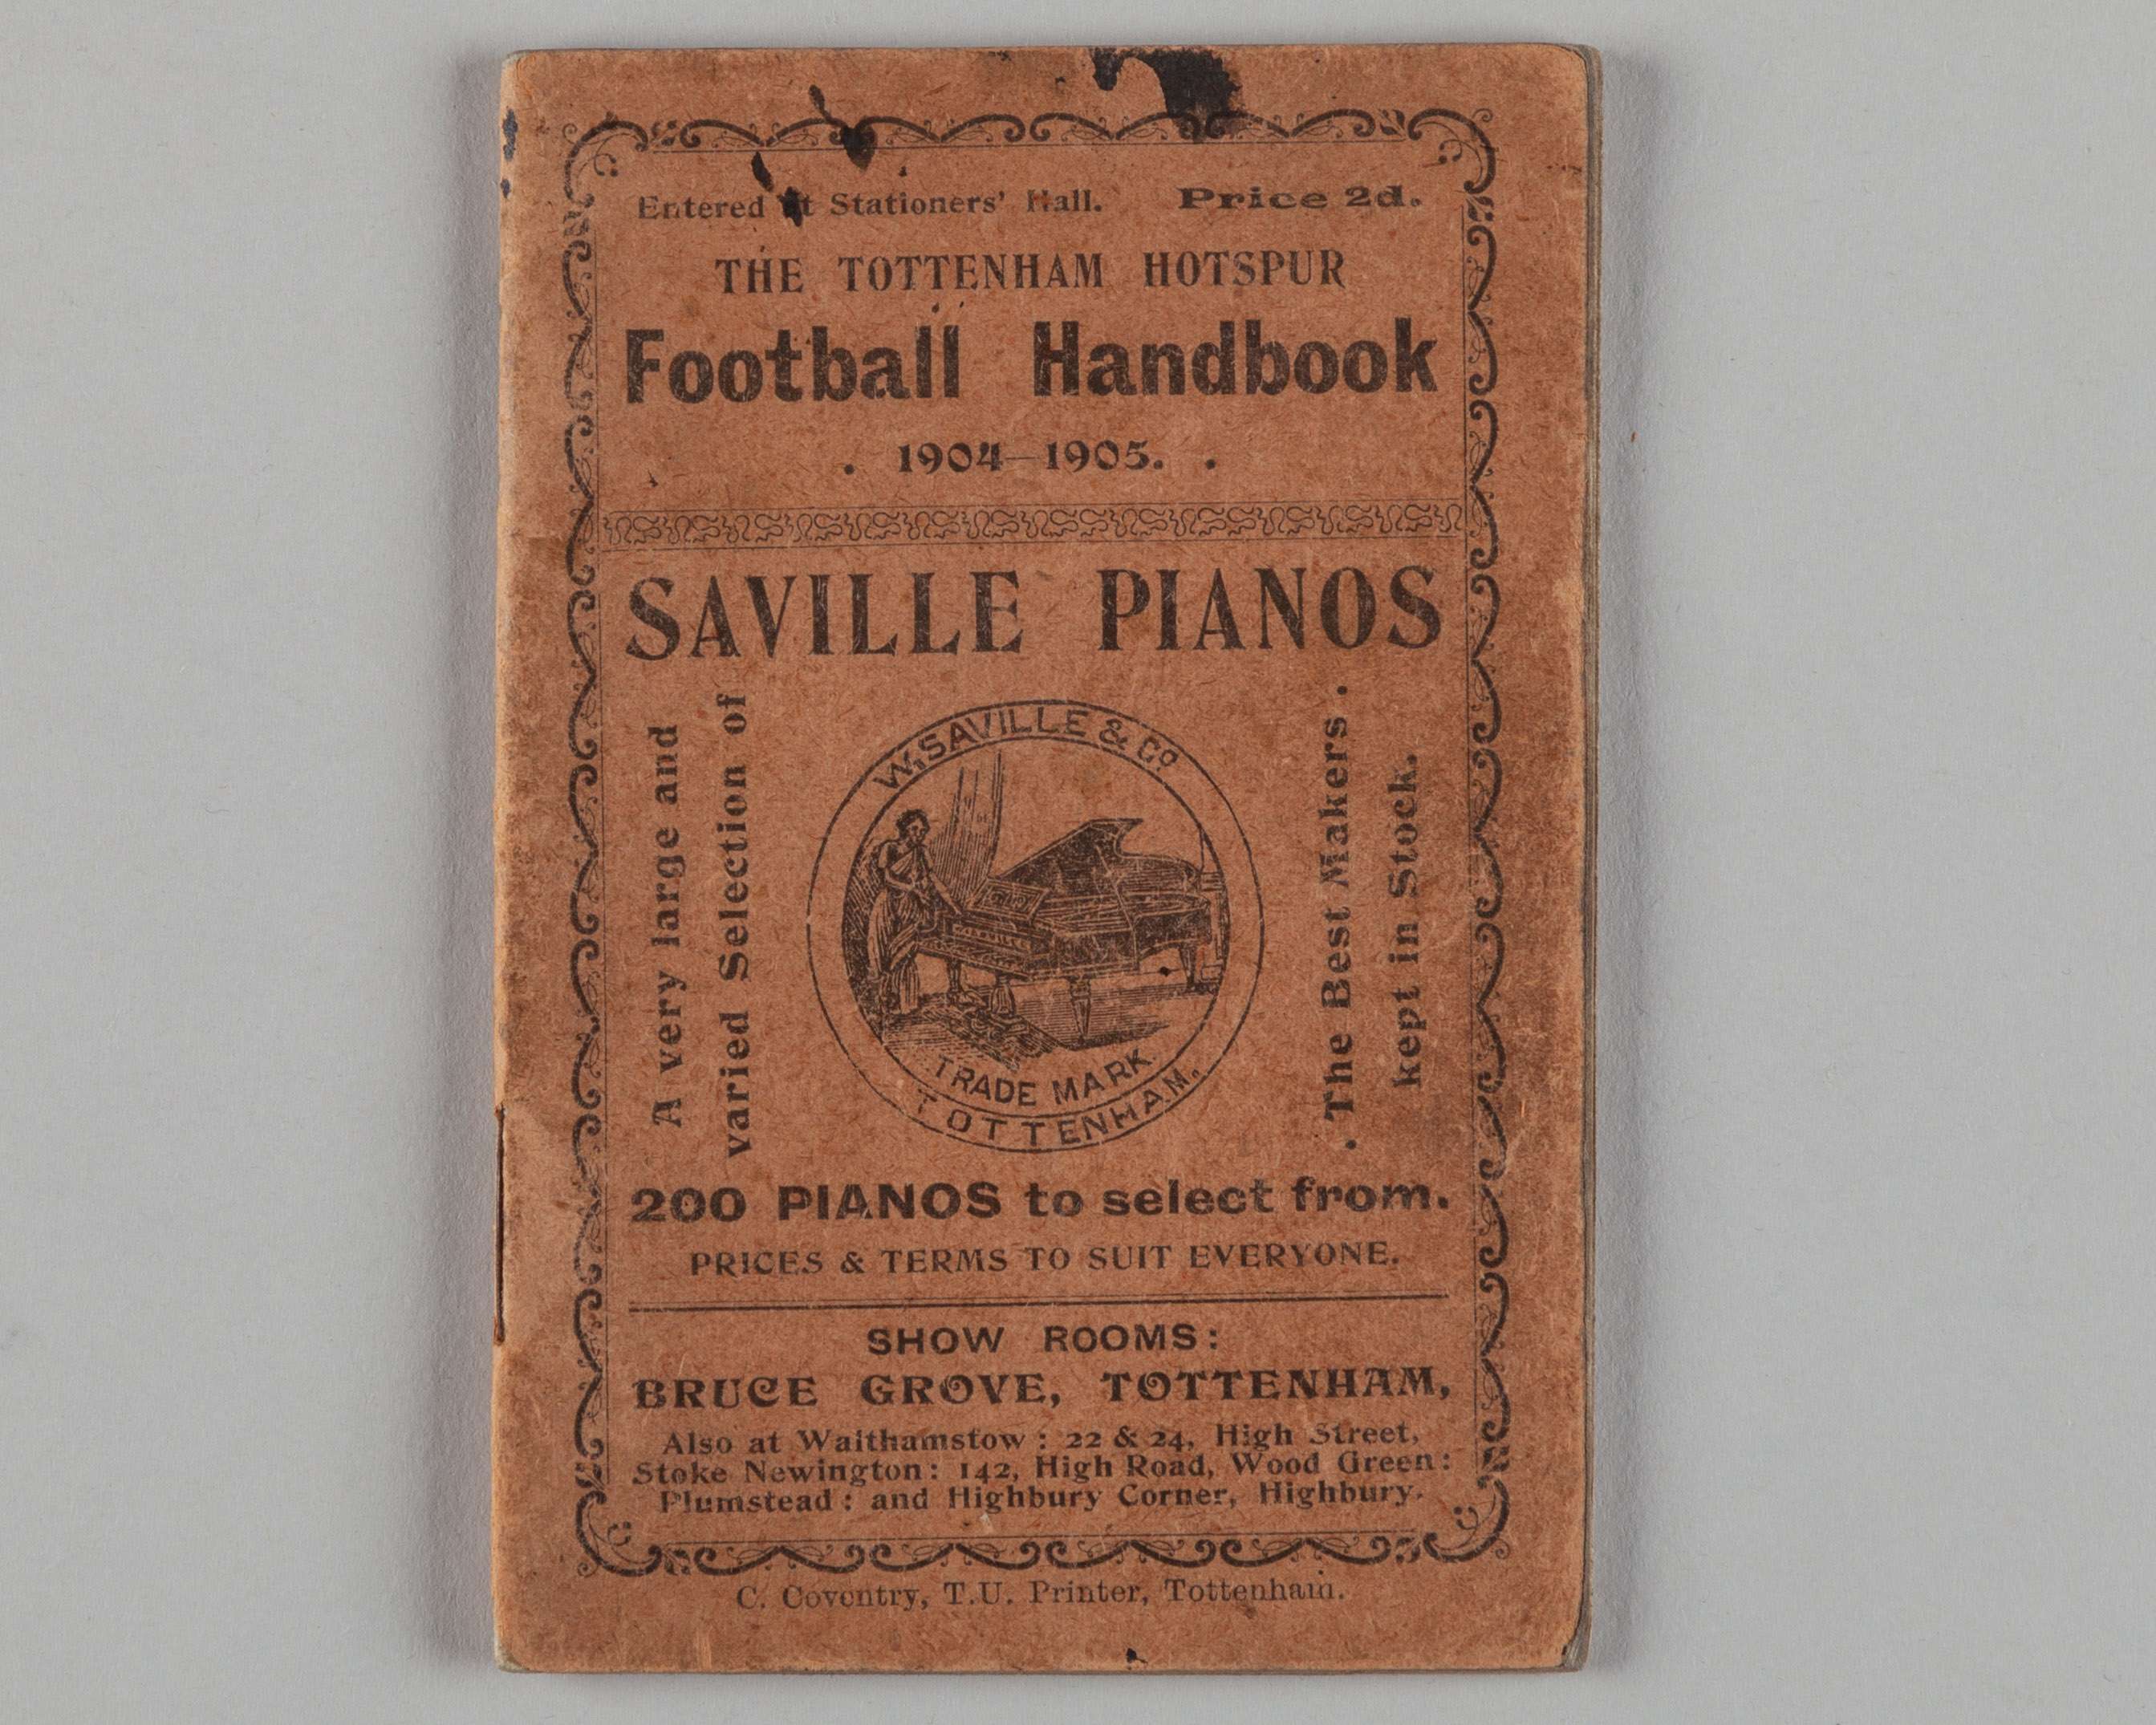 Entered at Stationers' Hall. Price 2d.
THE TOTTENHAM HOTSPUR
Football Handbook
. 1904–1905. .
SAVILLE PIANOS
A very large and
varied Selection of
W. SAVILLE & Co
TRADE MARK
TOTTENHAM.
. The Best Makers .
kept in Stock.
200 PIANOS to select from.
PRICES & TERMS TO SUIT EVERYONE.
SHOW ROOMS:
BRUCE GROVE, TOTTENHAM,
Also at Walthamstow: 22 & 24, High Street,
Stoke Newington: 142, High Road, Wood Green:
Plumstead: and Highbury Corner, Highbury.
C. Coventry, T.U. Printer, Tottenham.